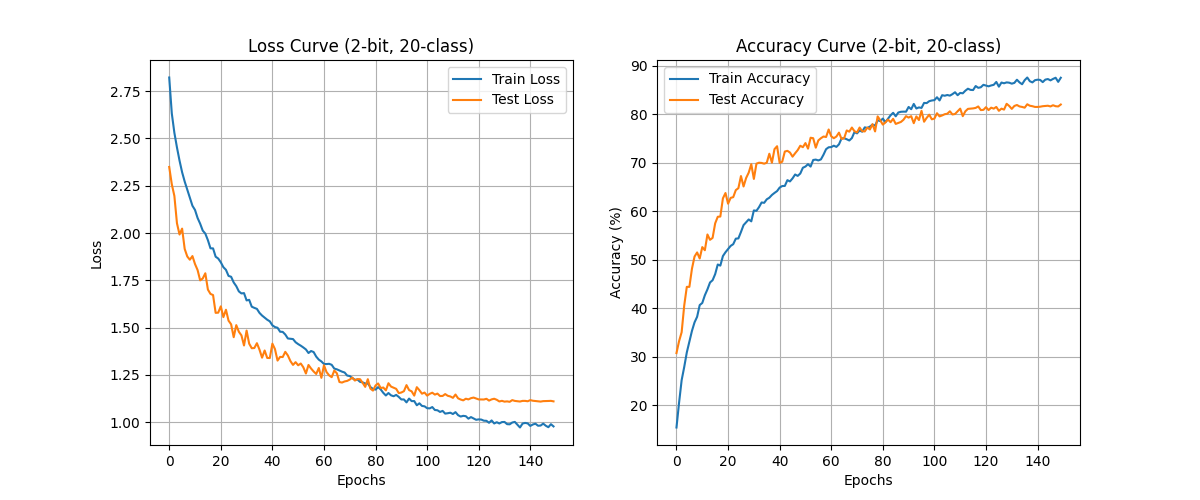 Loss Curve (2-bit, 20-class)
Train Loss
Test Loss
2.75
2.50
2.25
2.00
1.75
1.50
1.25
1.00
Loss
0 20 40 60 80 100 120 140
Epochs
Accuracy Curve (2-bit, 20-class)
Train Accuracy
Test Accuracy
90
80
70
60
50
40
30
20
Accuracy (%)
0 20 40 60 80 100 120 140
Epochs